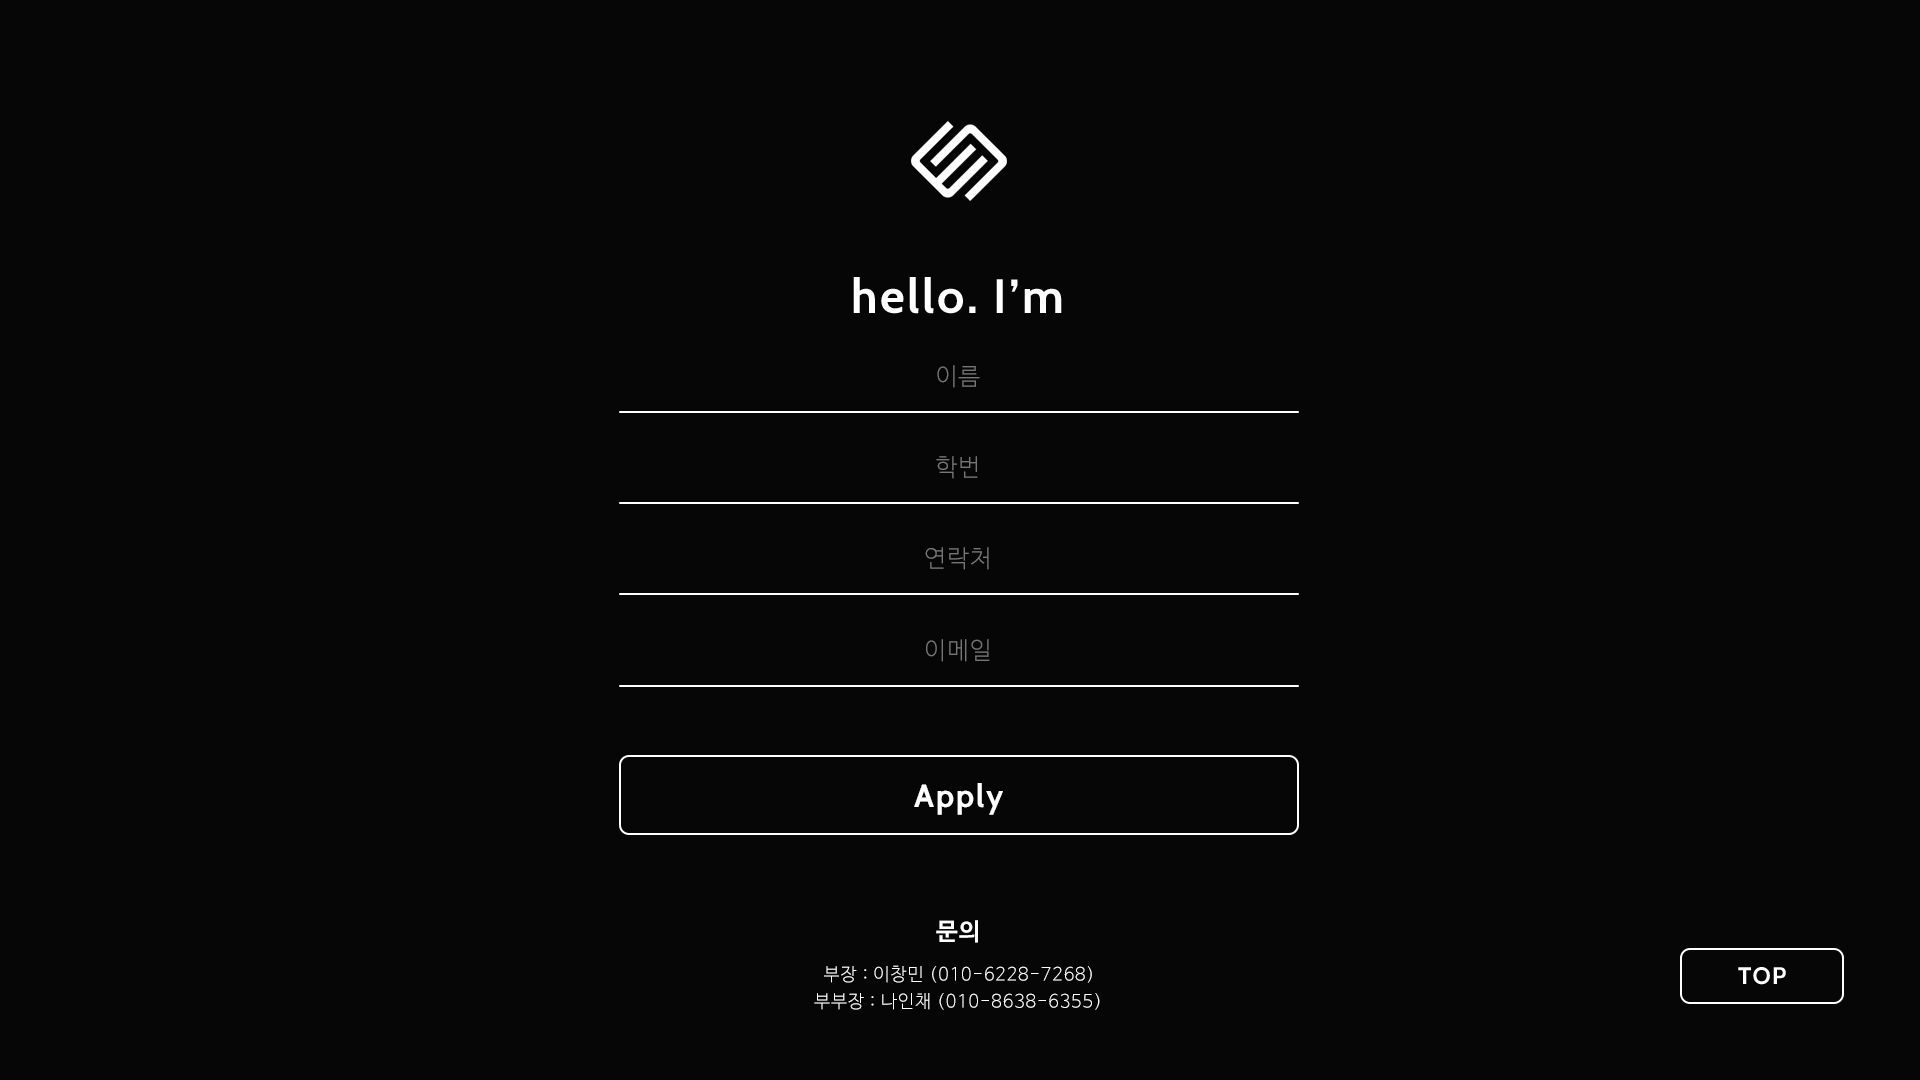 hello. I’m
이름
학번
연락처
이메일
Apply
문의
부장 : 이창민 (010-6228-7268)
부부장 : 나인채 (010-8638-6355)
TOP